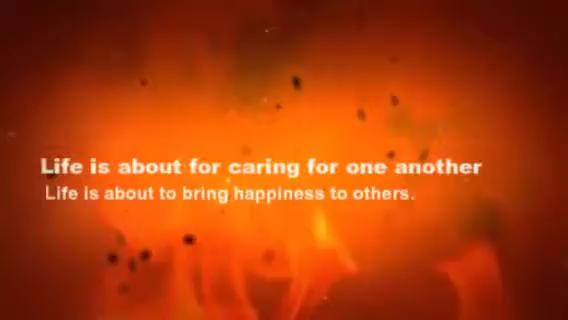 Life is about for caring for one another
Life is about to bring happiness to others.